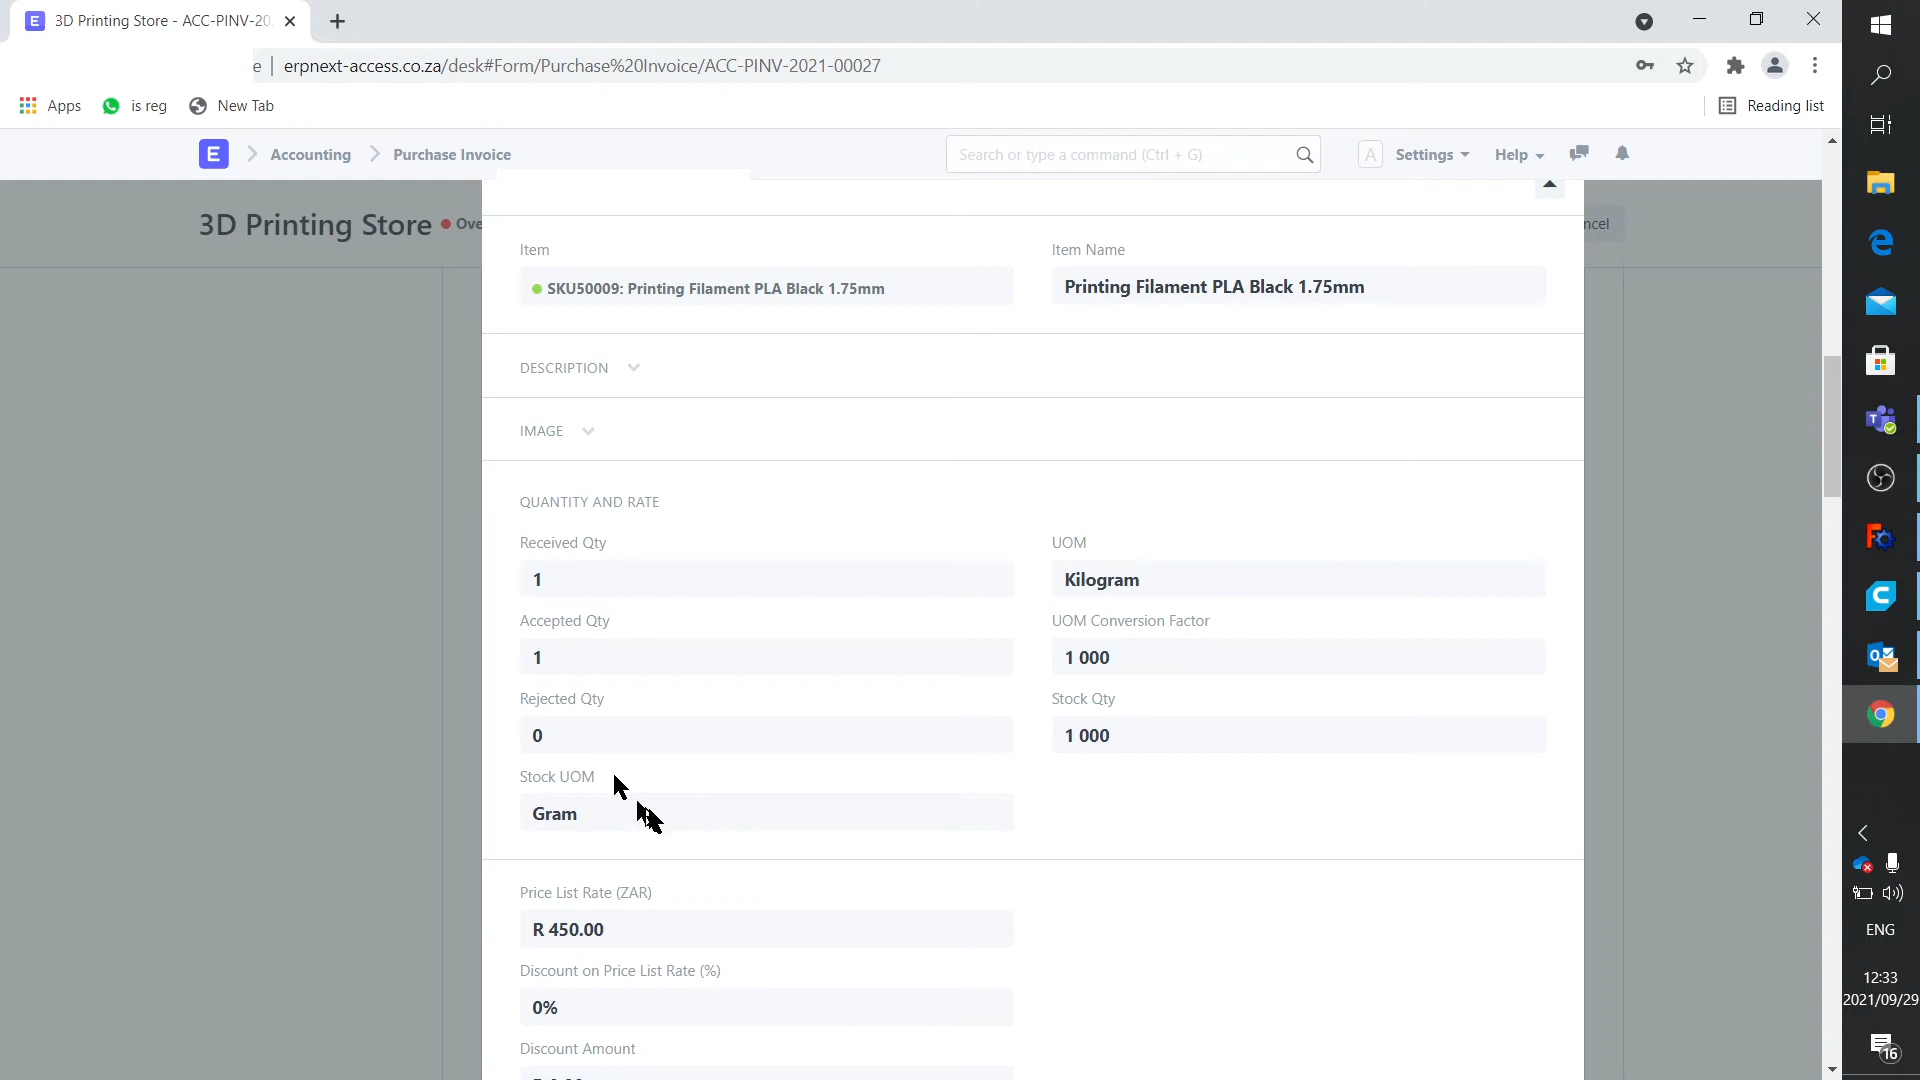 E 3D Printing Store - ACC-PINV-20
e | erpnext-access.co.za/desk#Form/Purchase%20Invoice/ACC-PINV-2021-00027
Apps is reg New Tab Reading list
E Accounting Purchase Invoice Search or type a command (Ctrl + G) A Settings Help
3D Printing Store Ove ncel
Item Item Name
SKU50009: Printing Filament PLA Black 1.75mm Printing Filament PLA Black 1.75mm
DESCRIPTION
IMAGE
QUANTITY AND RATE
Received Qty UOM
1 Kilogram
Accepted Qty UOM Conversion Factor
1 1 000
Rejected Qty Stock Qty
0 1 000
Stock UOM
Gram
Price List Rate (ZAR)
R 450.00
Discount on Price List Rate (%)
0%
Discount Amount
ENG
12:33
2021/09/29
16